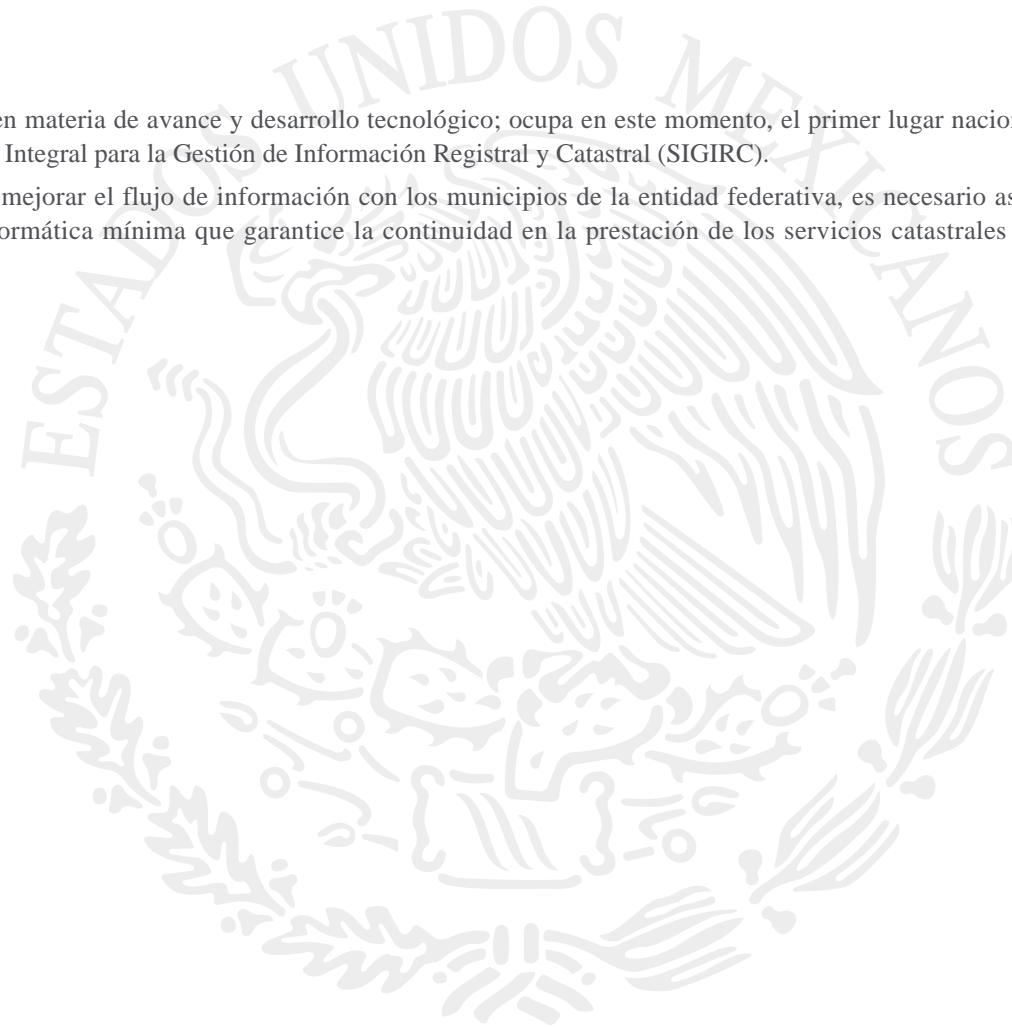 ESTADOS UNIDOS MEXICANOS
en materia de avance y desarrollo tecnológico; ocupa en este momento, el primer lugar nacion
Integral para la Gestión de Información Registral y Catastral (SIGIRC).
mejorar el flujo de información con los municipios de la entidad federativa, es necesario as
ormática mínima que garantice la continuidad en la prestación de los servicios catastrales